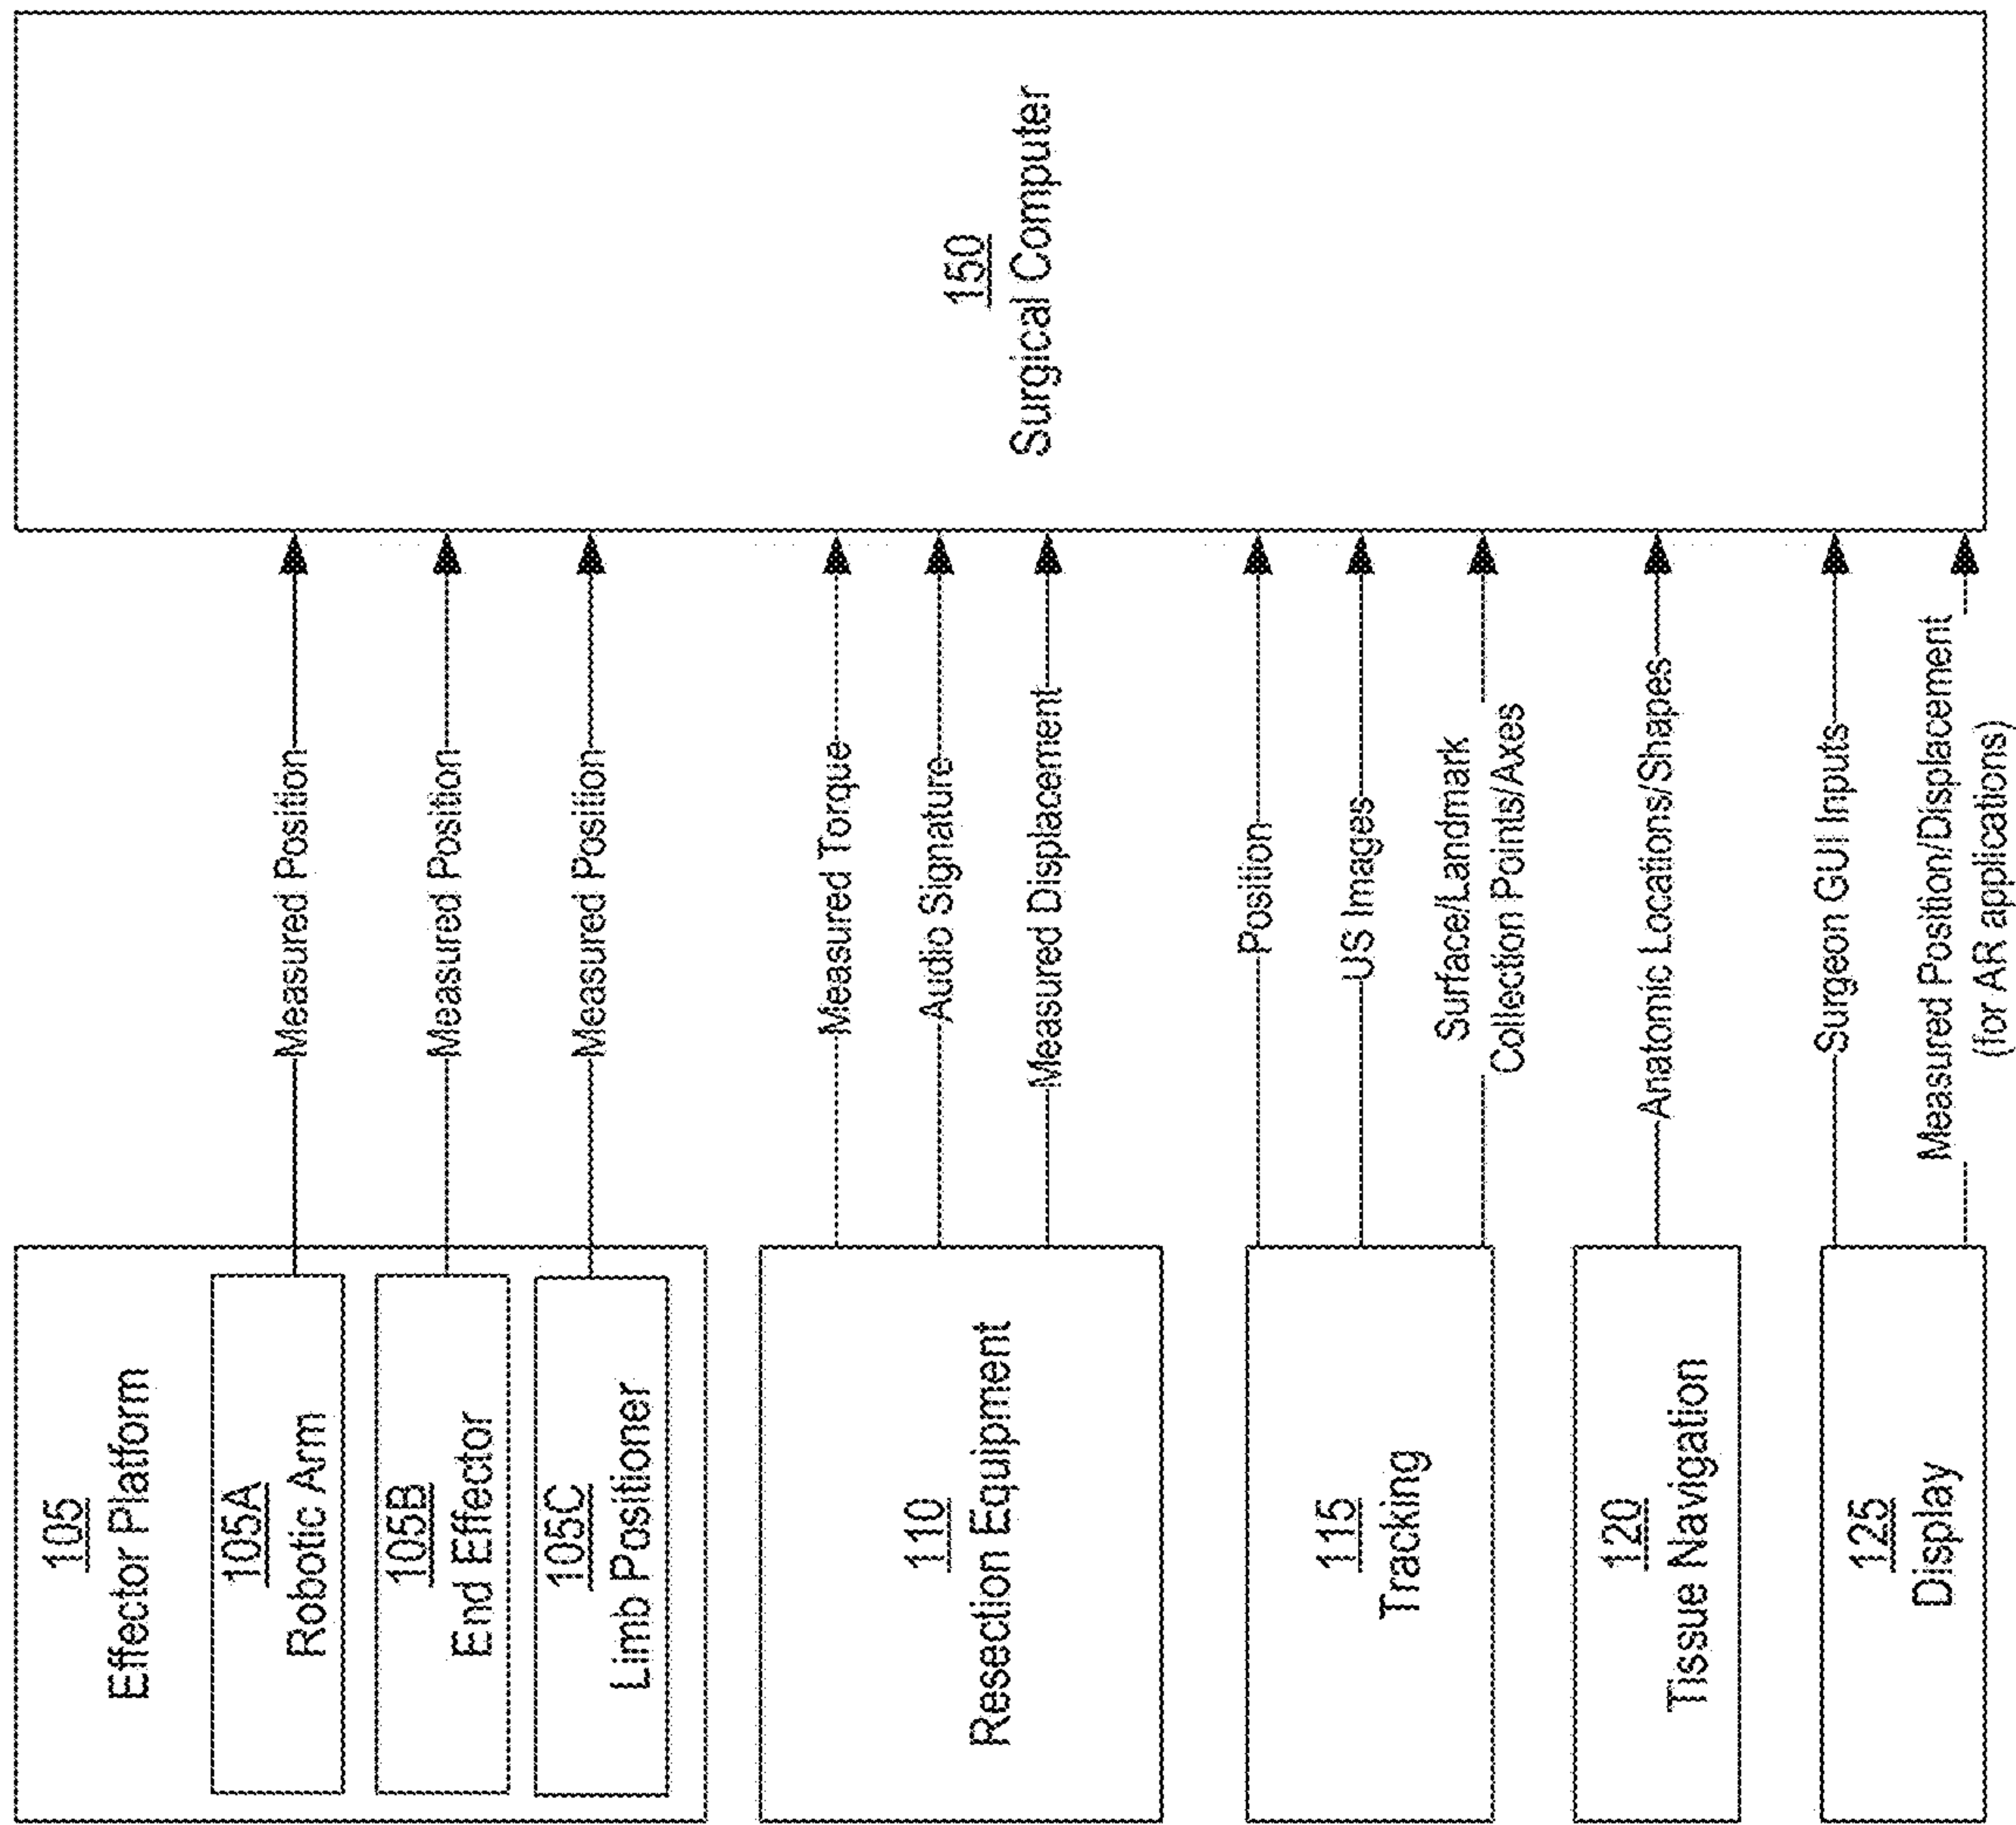 105
Effector Platform
105A
Robotic Arm
105B
End Effector
105C
Limb Positioner
110
Resection Equipment
115
Tracking
120
Tissue Navigation
125
Display
Measured Position
Measured Position
Measured Position
Measured Torque
Audio Signature
Measured Displacement
Position
US Images
Surface/Landmark
Collection Points/Axes
Anatomic Locations/Shapes
Surgeon GUI Inputs
Measured Position/Displacement
(for AR applications)
150
Surgical Computer